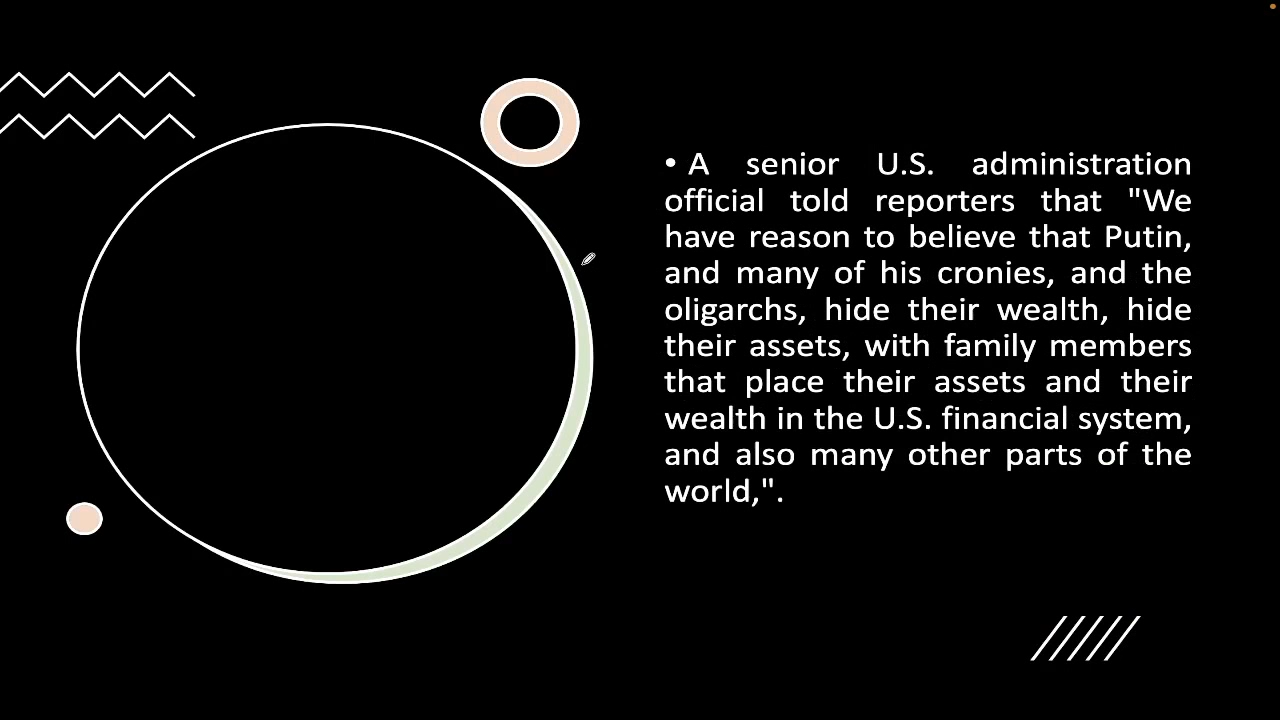 • A senior U.S. administration
official told reporters that "We
have reason to believe that Putin,
and many of his cronies, and the
oligarchs, hide their wealth, hide
their assets, with family members
that place their assets and their
wealth in the U.S. financial system,
and also many other parts of the
world,".